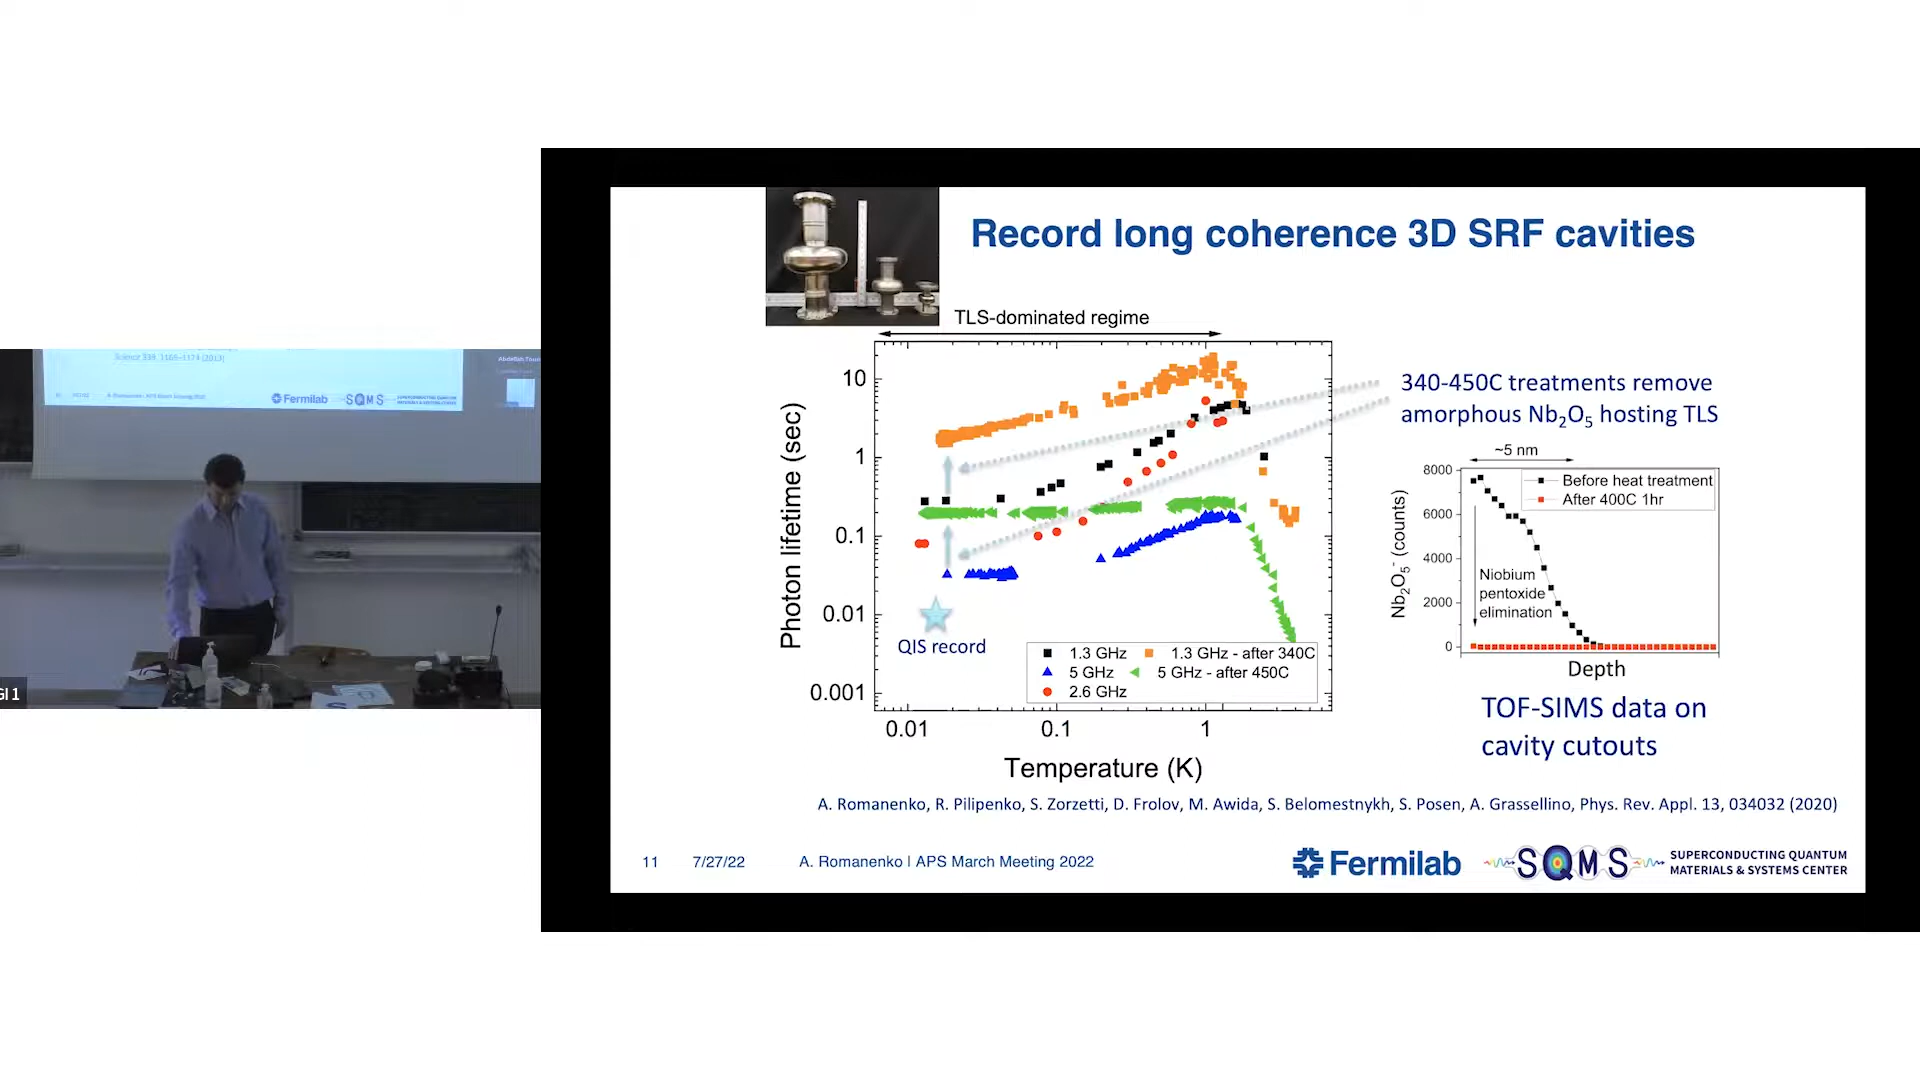 Science 339, 1169-1174 (2013)
Fermilab
SQMS
GI 1
Record long coherence 3D SRF cavities
TLS-dominated regime
10
1
0.1
0.01
0.001
Photon lifetime (sec)
QIS record
1.3 GHz
1.3 GHz - after 340C
5 GHz
5 GHz - after 450C
2.6 GHz
0.01
0.1
1
Temperature (K)
340-450C treatments remove
amorphous Nb₂O₅ hosting TLS
~5 nm
8000
6000
4000
2000
0
Nb₂O₅⁻ (counts)
Before heat treatment
After 400C 1hr
Niobium
pentoxide
elimination
Depth
TOF-SIMS data on
cavity cutouts
A. Romanenko, R. Pilipenko, S. Zorzetti, D. Frolov, M. Awida, S. Belomestnykh, S. Posen, A. Grassellino, Phys. Rev. Appl. 13, 034032 (2020)
11
7/27/22
A. Romanenko | APS March Meeting 2022
Fermilab
SQMS
SUPERCONDUCTING QUANTUM
MATERIALS & SYSTEMS CENTER